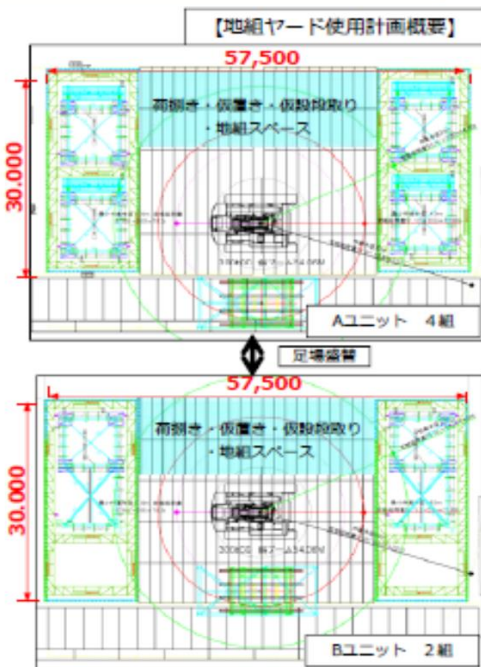 【地組ヤード使用計画概要】
57,500
荷捌き・仮置き・仮設段取り
・地組スペース
30.000
Aユニット 4組
足場盛替
57,500
荷捌き・仮置き・仮設段取り
・地組スペース
30.000
Bユニット 2組